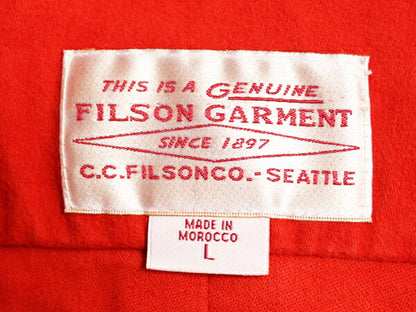 THIS IS A GENUINE
FILSON GARMENT
SINCE 1897
C.C.FILSONCO.-SEATTLE
MADE IN
MOROCCO
L